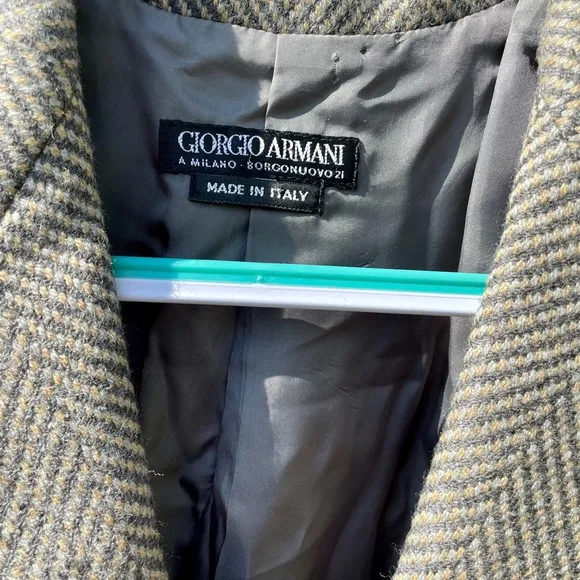 GIORGIO ARMANI
A MILANO - BORGONUOVO 21
MADE IN ITALY